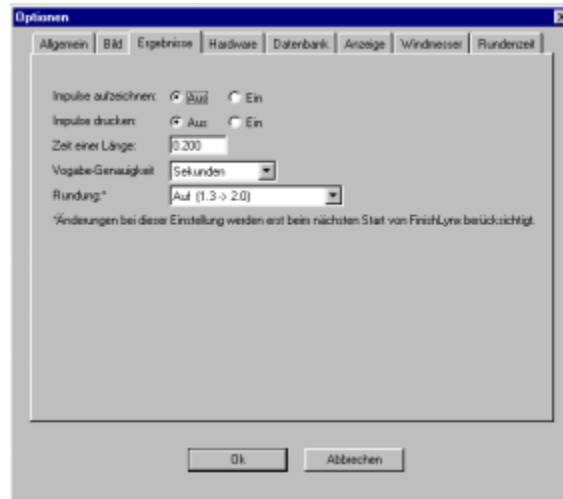 Optionen
Allgemein Bild Ergebnisse Hardware Datenbank Anzeige Windmesser Rundenzeit
Impulse aufzeichnen: Aus Ein
Impulse drucken: Aus Ein
Zeit einer Länge: 0.200
Vogabe-Genauigkeit Sekunden
Rundung:* Auf (1.3 -> 2.0)
*Änderungen bei dieser Einstellung werden erst beim nächsten Start von FinishLynx berücksichtigt.
Ok Abbrechen